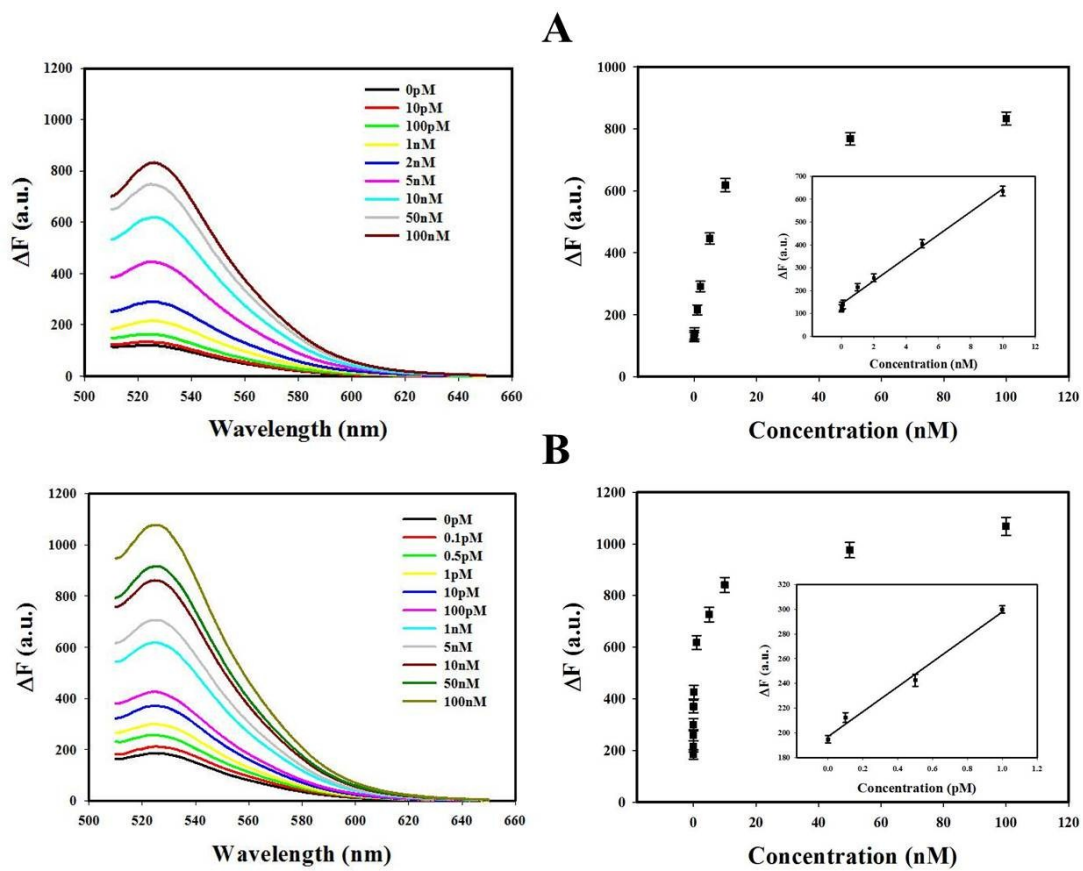 A
1200
1000
800
600
400
200
0
500 520 540 560 580 600 620 640 660
ΔF (a.u.)
Wavelength (nm)
0pM
10pM
100pM
1nM
2nM
5nM
10nM
50nM
100nM
1000
800
600
400
200
0
0 20 40 60 80 100 120
ΔF (a.u.)
Concentration (nM)
700
600
500
400
300
200
100
0
0 2 4 6 8 10 12
ΔF (a.u.)
Concentration (nM)
B
1200
1000
800
600
400
200
0
500 520 540 560 580 600 620 640 660
ΔF (a.u.)
Wavelength (nm)
0pM
0.1pM
0.5pM
1pM
10pM
100pM
1nM
5nM
10nM
50nM
100nM
1200
1000
800
600
400
200
0
0 20 40 60 80 100 120
ΔF (a.u.)
Concentration (nM)
320
300
280
260
240
220
200
180
0.0 0.2 0.4 0.6 0.8 1.0 1.2
ΔF (a.u.)
Concentration (pM)